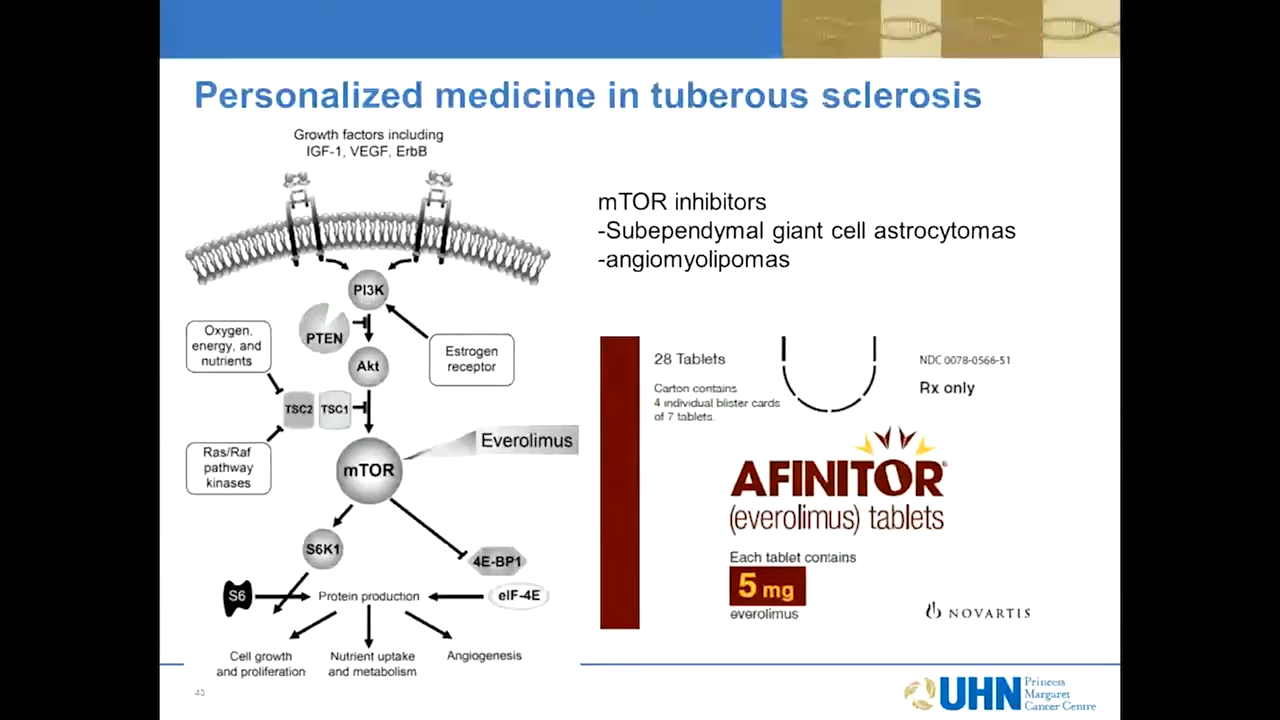 Personalized medicine in tuberous sclerosis
Growth factors including
IGF-1, VEGF, ErbB
PI3K
PTEN
Oxygen,
energy, and
nutrients
Estrogen
receptor
Akt
TSC2
TSC1
Ras/Raf
pathway
kinases
mTOR
Everolimus
S6K1
4E-BP1
S6
Protein production
eIF-4E
Cell growth
and proliferation
Nutrient uptake
and metabolism
Angiogenesis
mTOR inhibitors
-Subependymal giant cell astrocytomas
-angiomyolipomas
28 Tablets
Carton contains
4 individual blister cards
of 7 tablets.
NDC 0078-0566-51
Rx only
AFINITOR®
(everolimus) tablets
Each tablet contains
5 mg
everolimus
NOVARTIS
43
UHN
Princess
Margaret
Cancer Centre